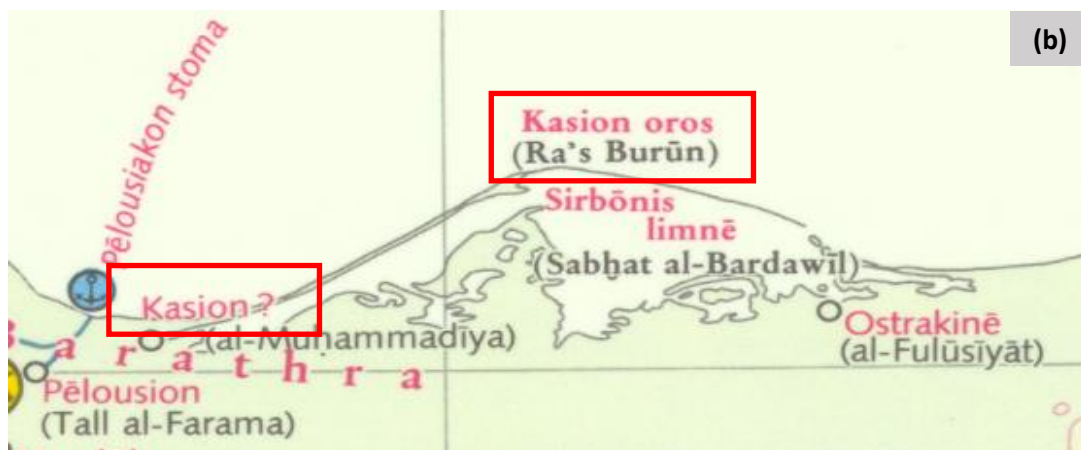 (b)
Pēlousiakon stoma
Kasion oros
(Ra's Burūn)
Sirbōnis
limnē
(Sabḫat al-Bardawīl)
Kasion ?
(al-Muḥammadīya)
Barathra
Ostrakinē
(al-Fulūsīyāt)
Pēlousion
(Tall al-Farama)